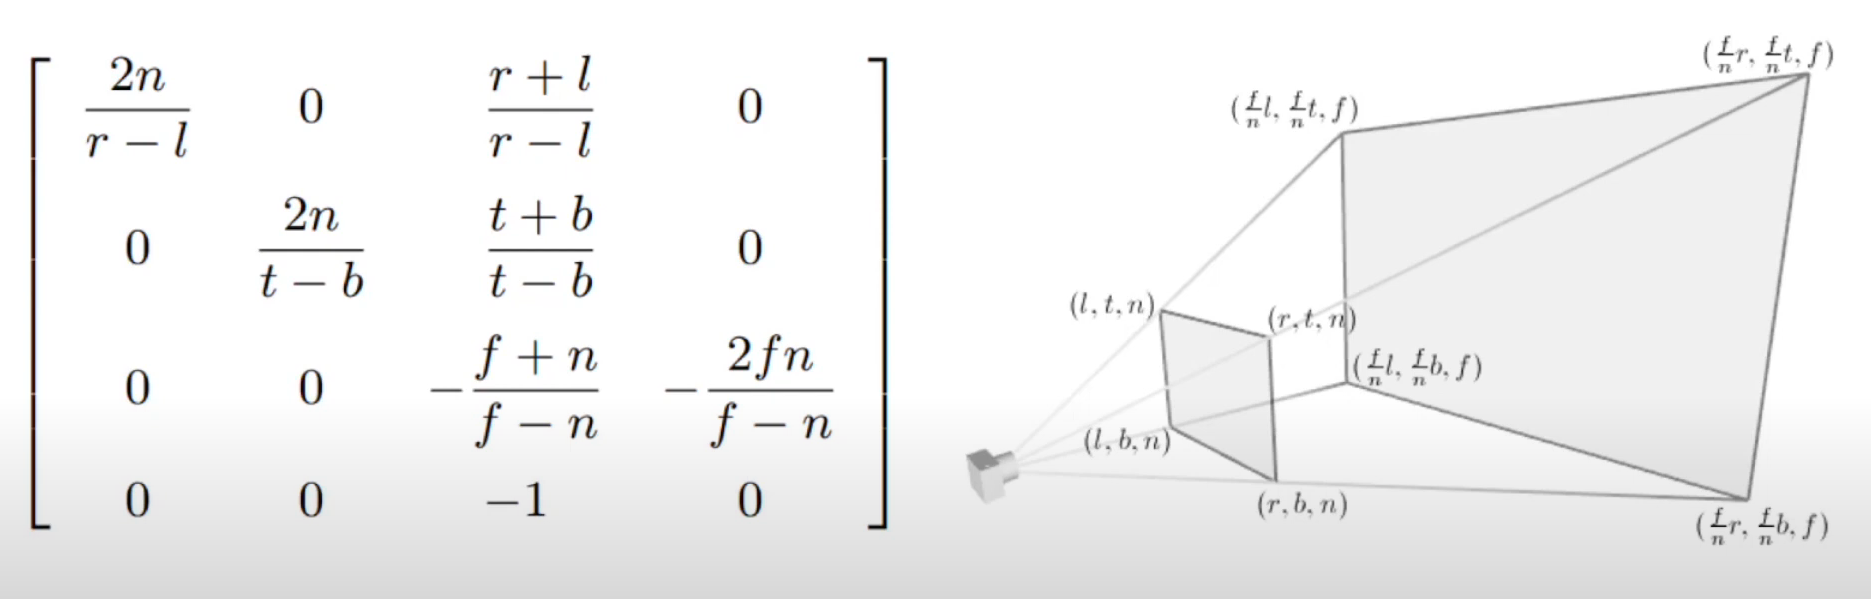 [ 2n/(r − l) 0 (r + l)/(r − l) 0 ]
[ 0 2n/(t − b) (t + b)/(t − b) 0 ]
[ 0 0 −(f + n)/(f − n) −2fn/(f − n) ]
[ 0 0 −1 0 ]
(f/n r, f/n t, f)
(f/n l, f/n t, f)
(l, t, n)
(r, t, n)
(f/n l, f/n b, f)
(l, b, n)
(r, b, n)
(f/n r, f/n b, f)